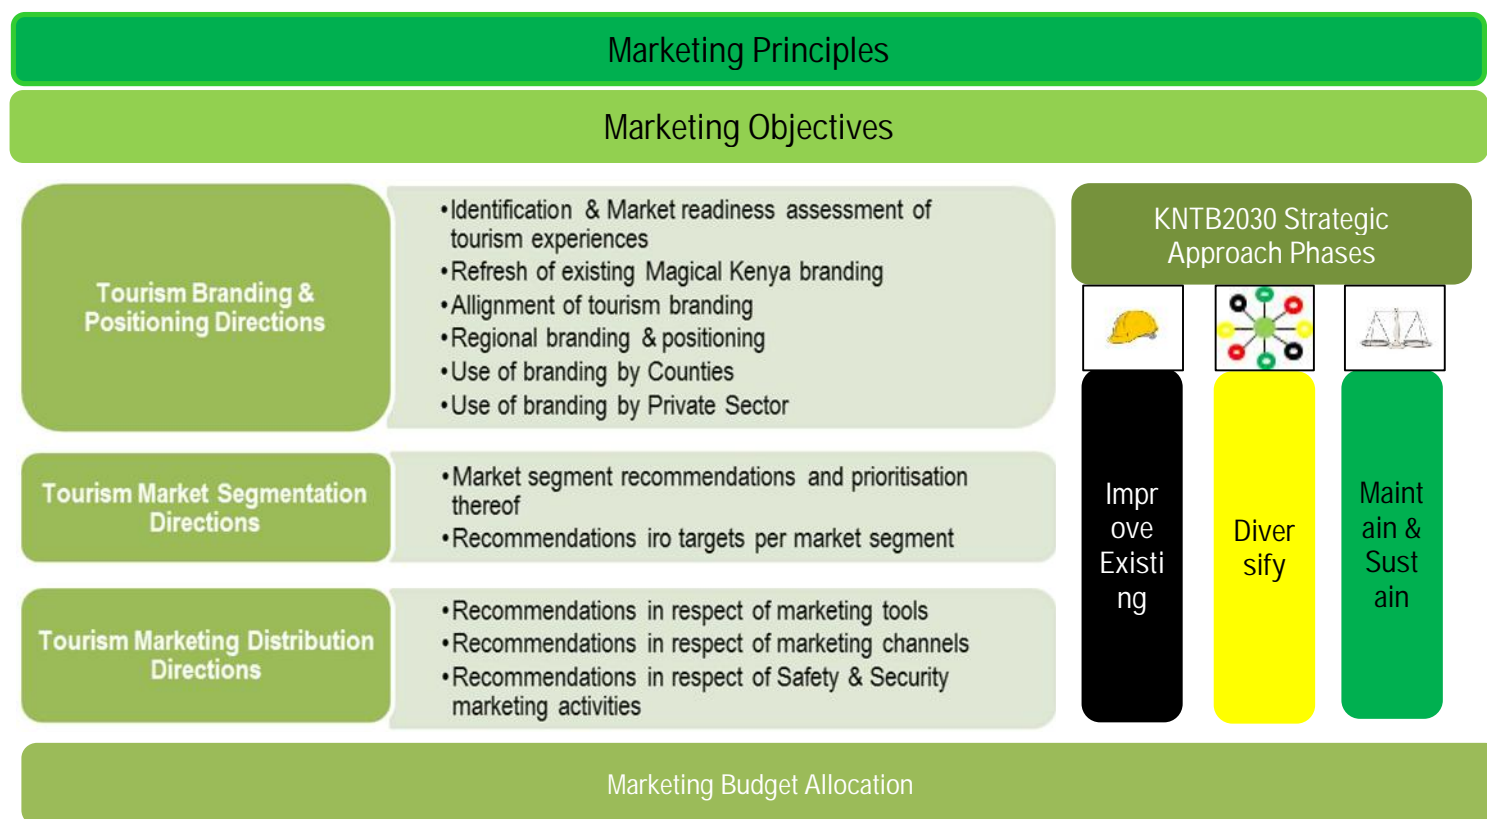 Marketing Principles
Marketing Objectives
Tourism Branding &
Positioning Directions
•Identification & Market readiness assessment of
tourism experiences
•Refresh of existing Magical Kenya branding
•Allignment of tourism branding
•Regional branding & positioning
•Use of branding by Counties
•Use of branding by Private Sector
Tourism Market Segmentation
Directions
•Market segment recommendations and prioritisation
thereof
•Recommendations iro targets per market segment
Tourism Marketing Distribution
Directions
•Recommendations in respect of marketing tools
•Recommendations in respect of marketing channels
•Recommendations in respect of Safety & Security
marketing activities
KNTB2030 Strategic
Approach Phases
Impr
ove
Existi
ng
Diver
sify
Maint
ain &
Sust
ain
Marketing Budget Allocation